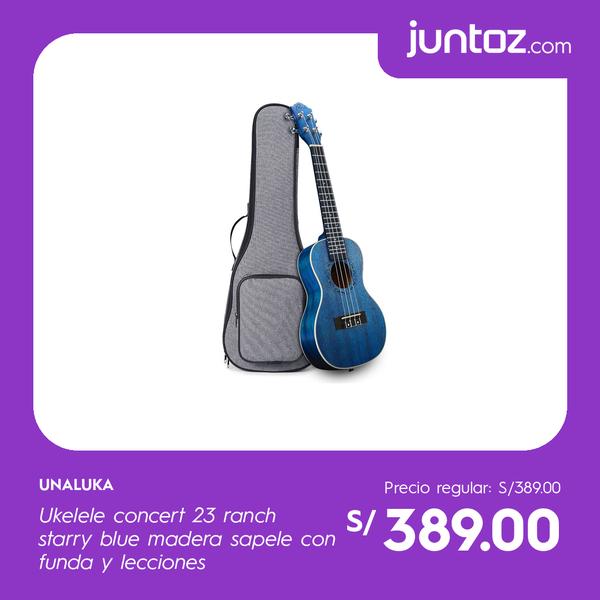 juntoz.com
UNALUKA
Ukelele concert 23 ranch
starry blue madera sapele con
funda y lecciones
Precio regular: S/389.00
S/ 389.00